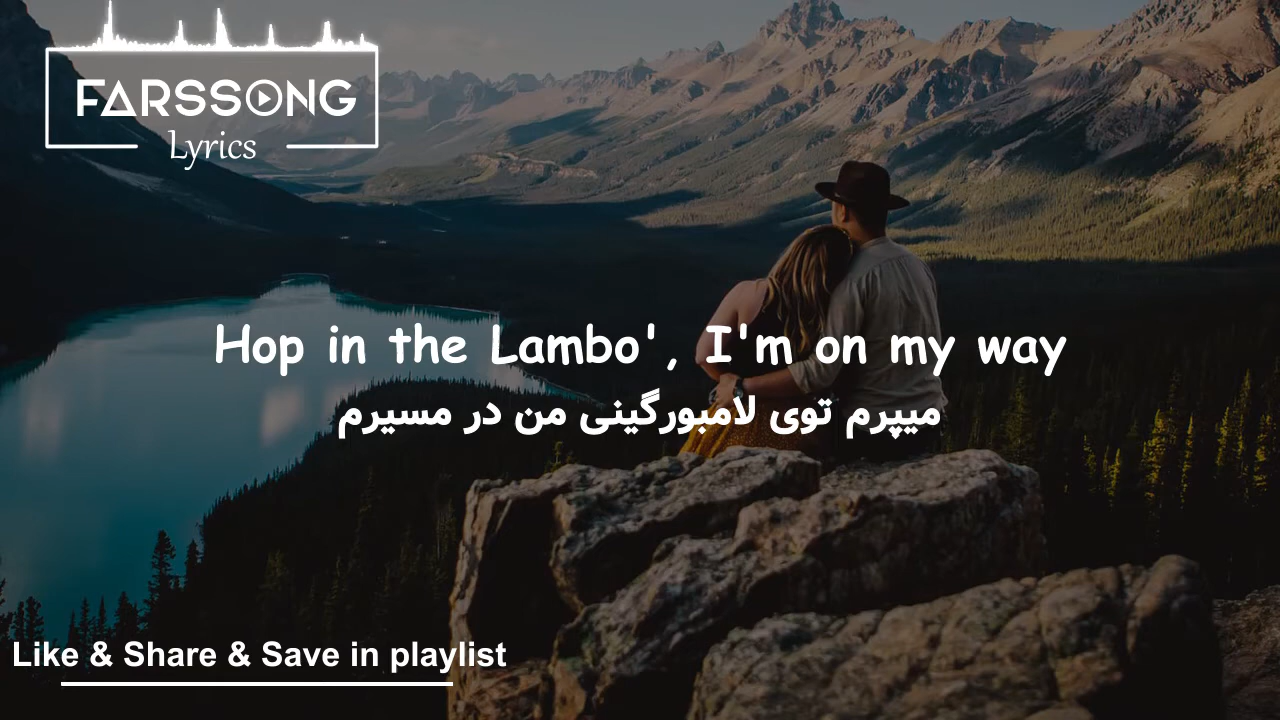 FARSSONG
Lyrics
Hop in the Lambo', I'm on my way
میپرم توی لامبورگینی من در مسیرم
Like & Share & Save in playlist